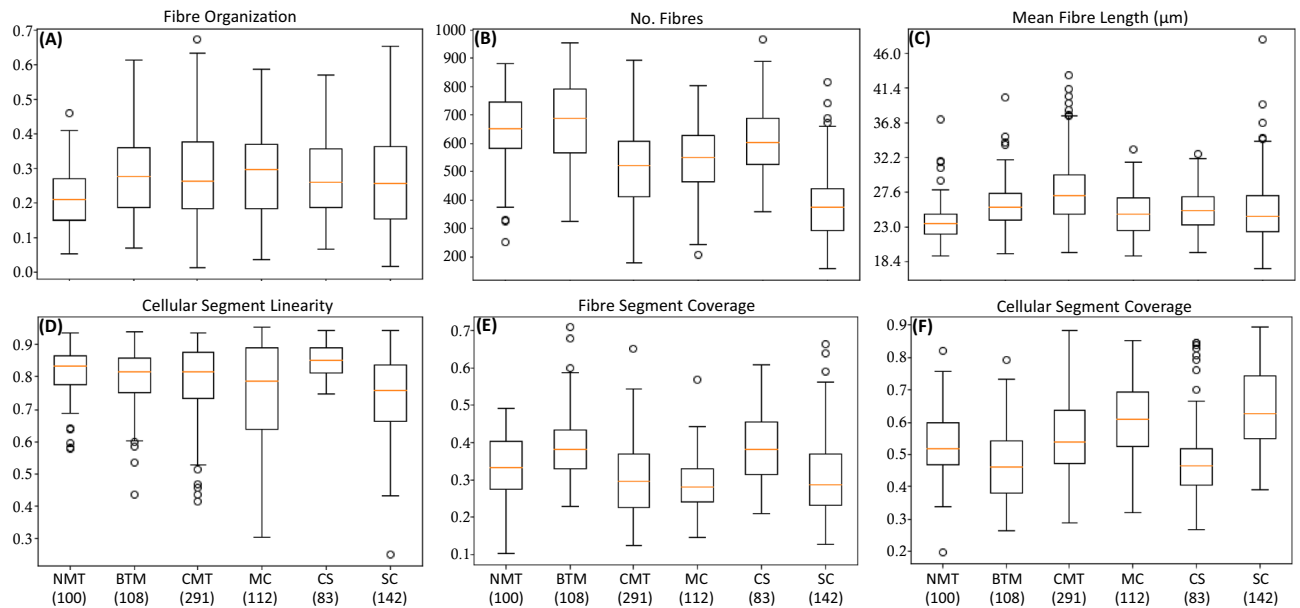 Fibre Organization
(A)
0.7
0.6
0.5
0.4
0.3
0.2
0.1
0.0
No. Fibres
(B)
1000
900
800
700
600
500
400
300
200
Mean Fibre Length (μm)
(C)
46.0
41.4
36.8
32.2
27.6
23.0
18.4
Cellular Segment Linearity
(D)
0.9
0.8
0.7
0.6
0.5
0.4
0.3
NMT BTM CMT MC CS SC
(100) (108) (291) (112) (83) (142)
Fibre Segment Coverage
(E)
0.7
0.6
0.5
0.4
0.3
0.2
0.1
NMT BTM CMT MC CS SC
(100) (108) (291) (112) (83) (142)
Cellular Segment Coverage
(F)
0.9
0.8
0.7
0.6
0.5
0.4
0.3
0.2
NMT BTM CMT MC CS SC
(100) (108) (291) (112) (83) (142)